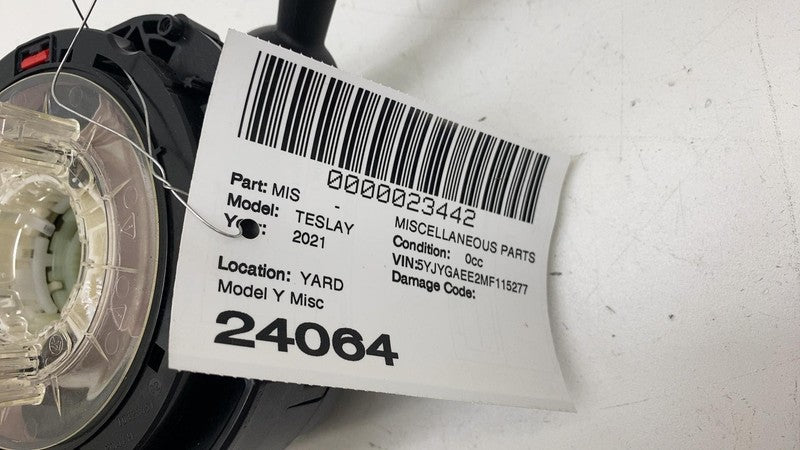 0000023442
Part: MIS - MISCELLANEOUS PARTS
Model: TESLAY Condition: 0cc
2021 VIN:5YJYGAEE2MF115277
Damage Code:
Location: YARD
Model Y Misc
24064